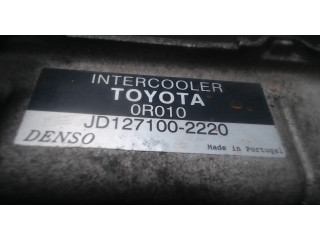 INTERCOOLER
TOYOTA
0R010
JD127100-2220
DENSO Made in Portugal